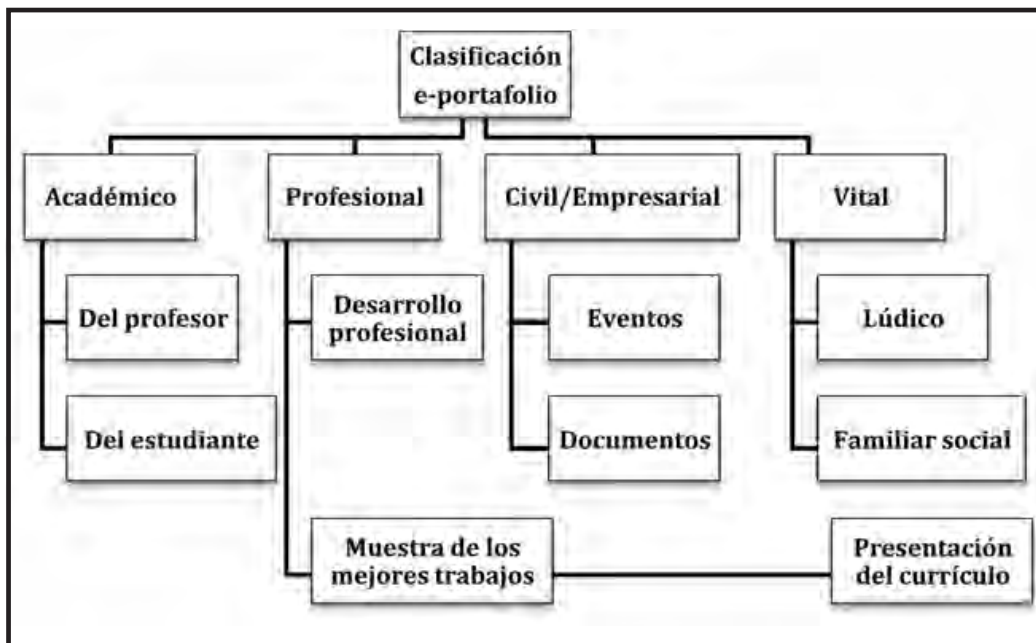 Clasificación
e-portafolio
Académico
Profesional
Civil/Empresarial
Vital
Del profesor
Desarrollo
profesional
Eventos
Lúdico
Del estudiante
Documentos
Familiar social
Muestra de los
mejores trabajos
Presentación
del currículo